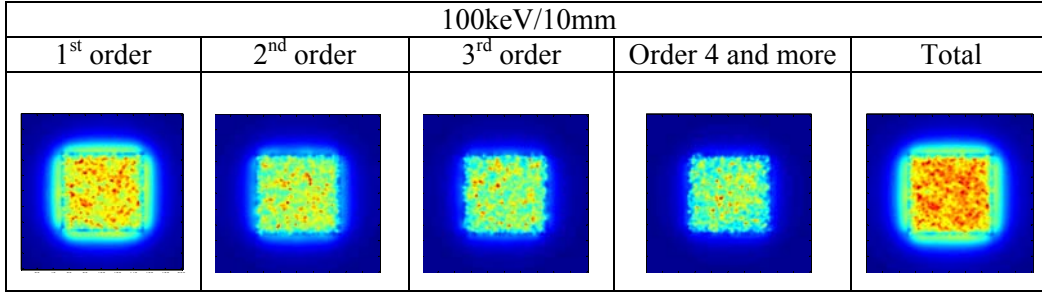 100keV/10mm
1st order
2nd order
3rd order
Order 4 and more
Total